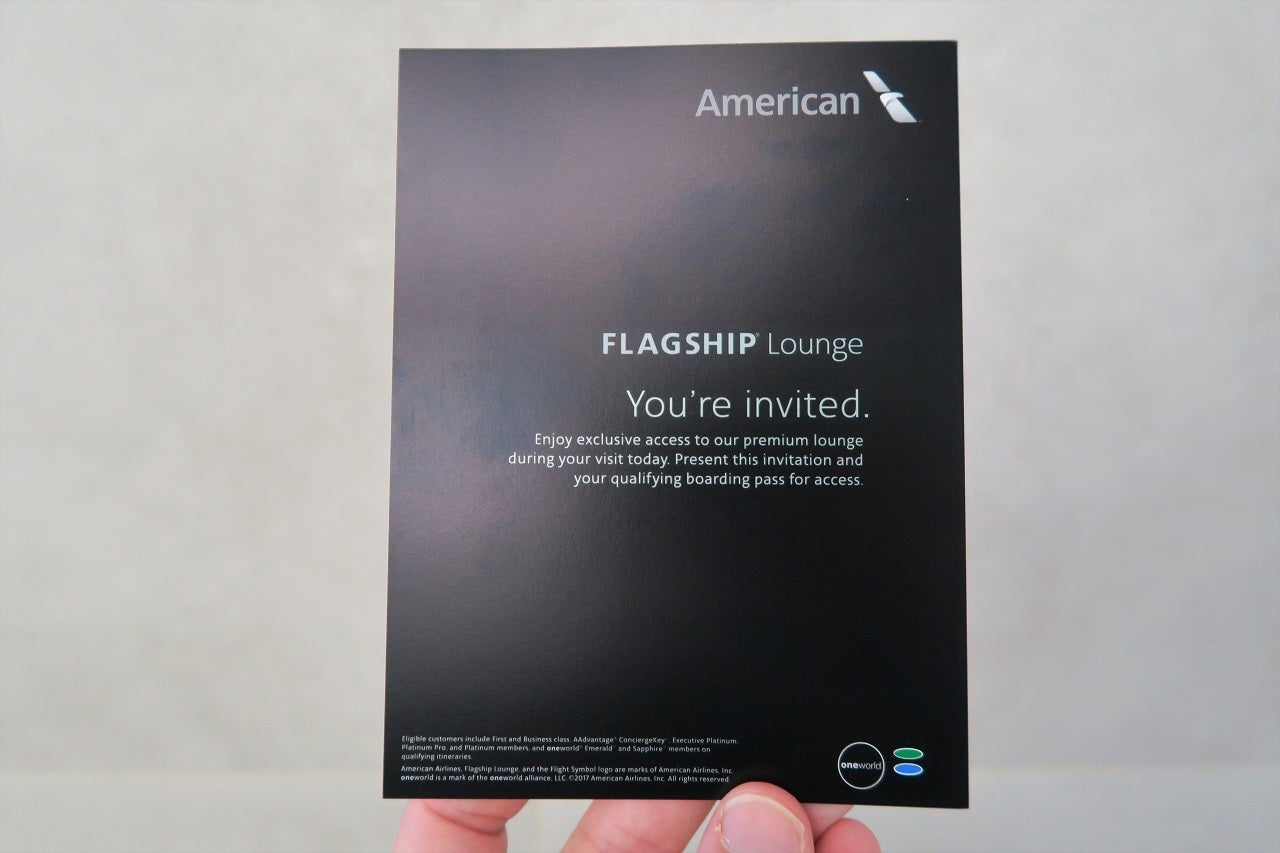 American
FLAGSHIP® Lounge
You're invited.
Enjoy exclusive access to our premium lounge
during your visit today. Present this invitation and
your qualifying boarding pass for access.
Eligible customers include First and Business class, AAdvantage® ConciergeKey℠, Executive Platinum,
Platinum Pro, and Platinum members, and oneworld® Emerald℠ and Sapphire℠ members on
qualifying itineraries.
American Airlines, Flagship Lounge, and the Flight Symbol logo are marks of American Airlines, Inc.
oneworld is a mark of the oneworld alliance, LLC. ©2017 American Airlines, Inc. All rights reserved.
oneworld